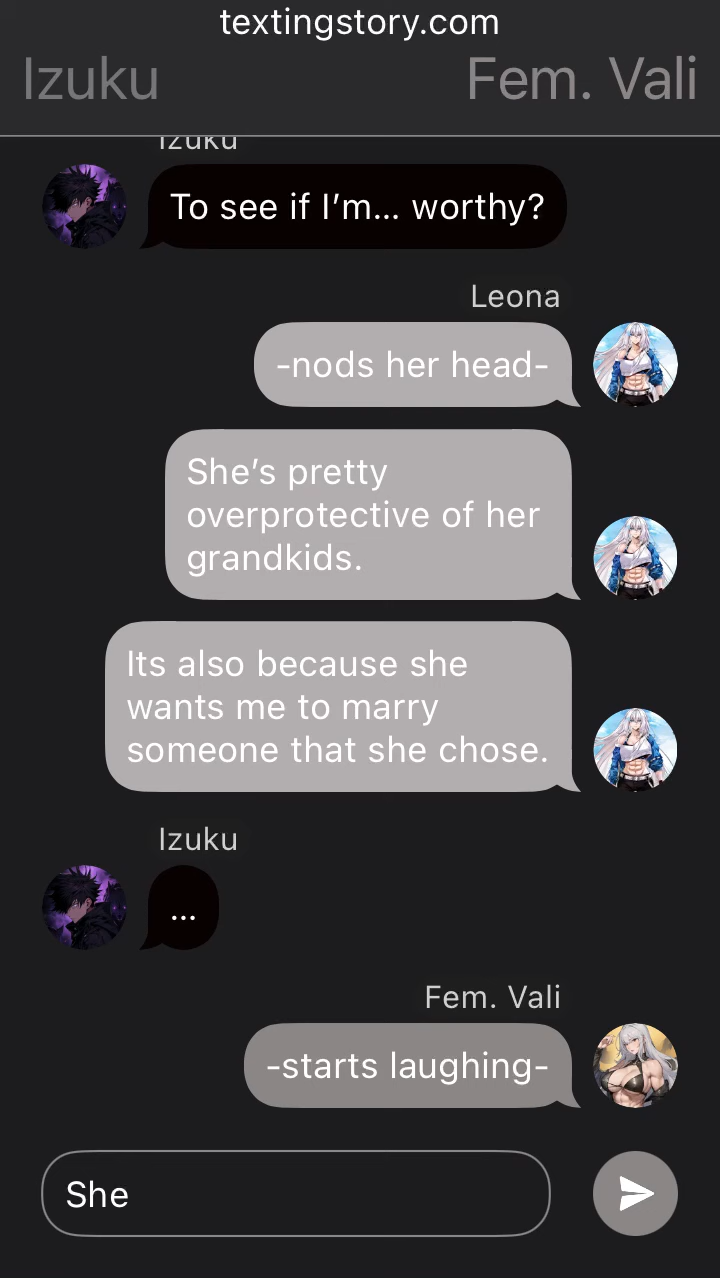 textingstory.com
Izuku Fem. Vali
Izuku
To see if I’m... worthy?
Leona
-nods her head-
She’s pretty
overprotective of her
grandkids.
Its also because she
wants me to marry
someone that she chose.
Izuku
...
Fem. Vali
-starts laughing-
She